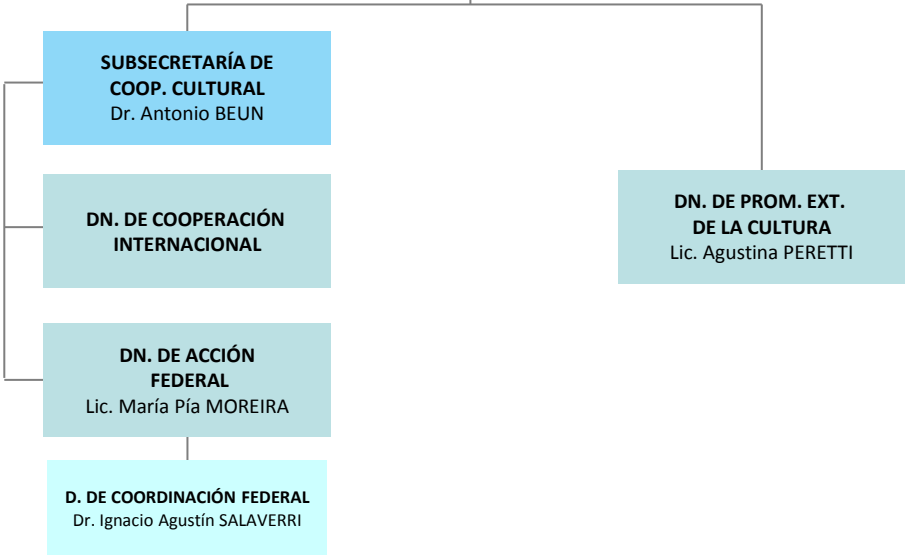 SUBSECRETARÍA DE
COOP. CULTURAL
Dr. Antonio BEUN
DN. DE COOPERACIÓN
INTERNACIONAL
DN. DE PROM. EXT.
DE LA CULTURA
Lic. Agustina PERETTI
DN. DE ACCIÓN
FEDERAL
Lic. María Pía MOREIRA
D. DE COORDINACIÓN FEDERAL
Dr. Ignacio Agustín SALAVERRI